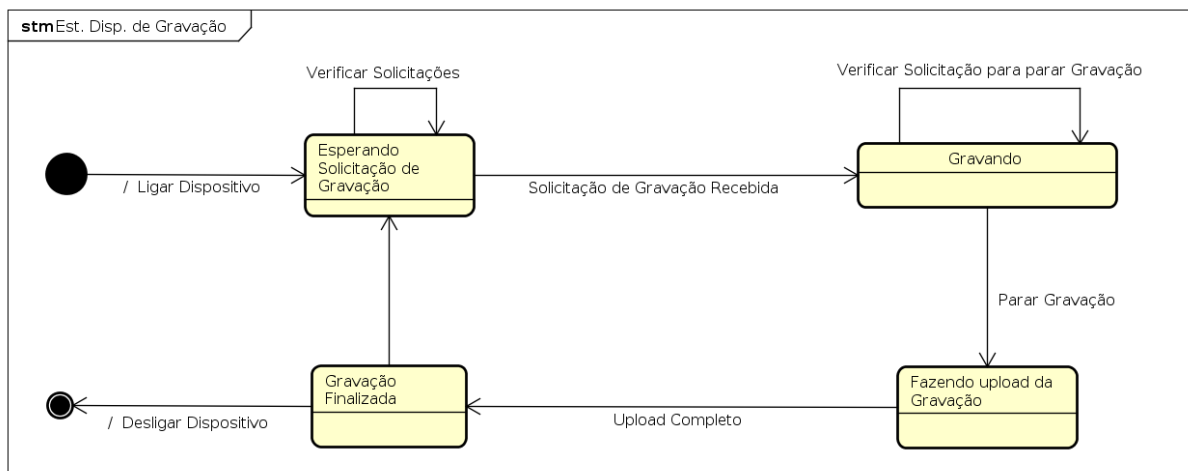 stm Est. Disp. de Gravação
Verificar Solicitações
Verificar Solicitação para parar Gravação
Esperando
Solicitação de
Gravação
Gravando
/ Ligar Dispositivo
Solicitação de Gravação Recebida
Parar Gravação
Gravação
Finalizada
Fazendo upload da
Gravação
/ Desligar Dispositivo
Upload Completo